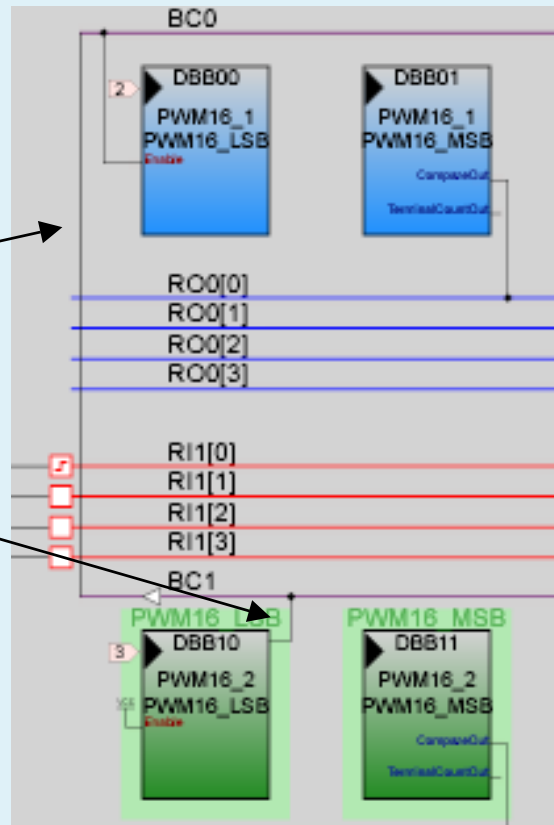 BC0
2
DBB00
PWM16_1
PWM16_LSB
Enable
DBB01
PWM16_1
PWM16_MSB
CompareOut
TerminalCountOut
RO0[0]
RO0[1]
RO0[2]
RO0[3]
RI1[0]
RI1[1]
RI1[2]
RI1[3]
BC1
PWM16_LSB
3
DBB10
PWM16_2
PWM16_LSB
Enable
PWM16_MSB
DBB11
PWM16_2
PWM16_MSB
CompareOut
TerminalCountOut